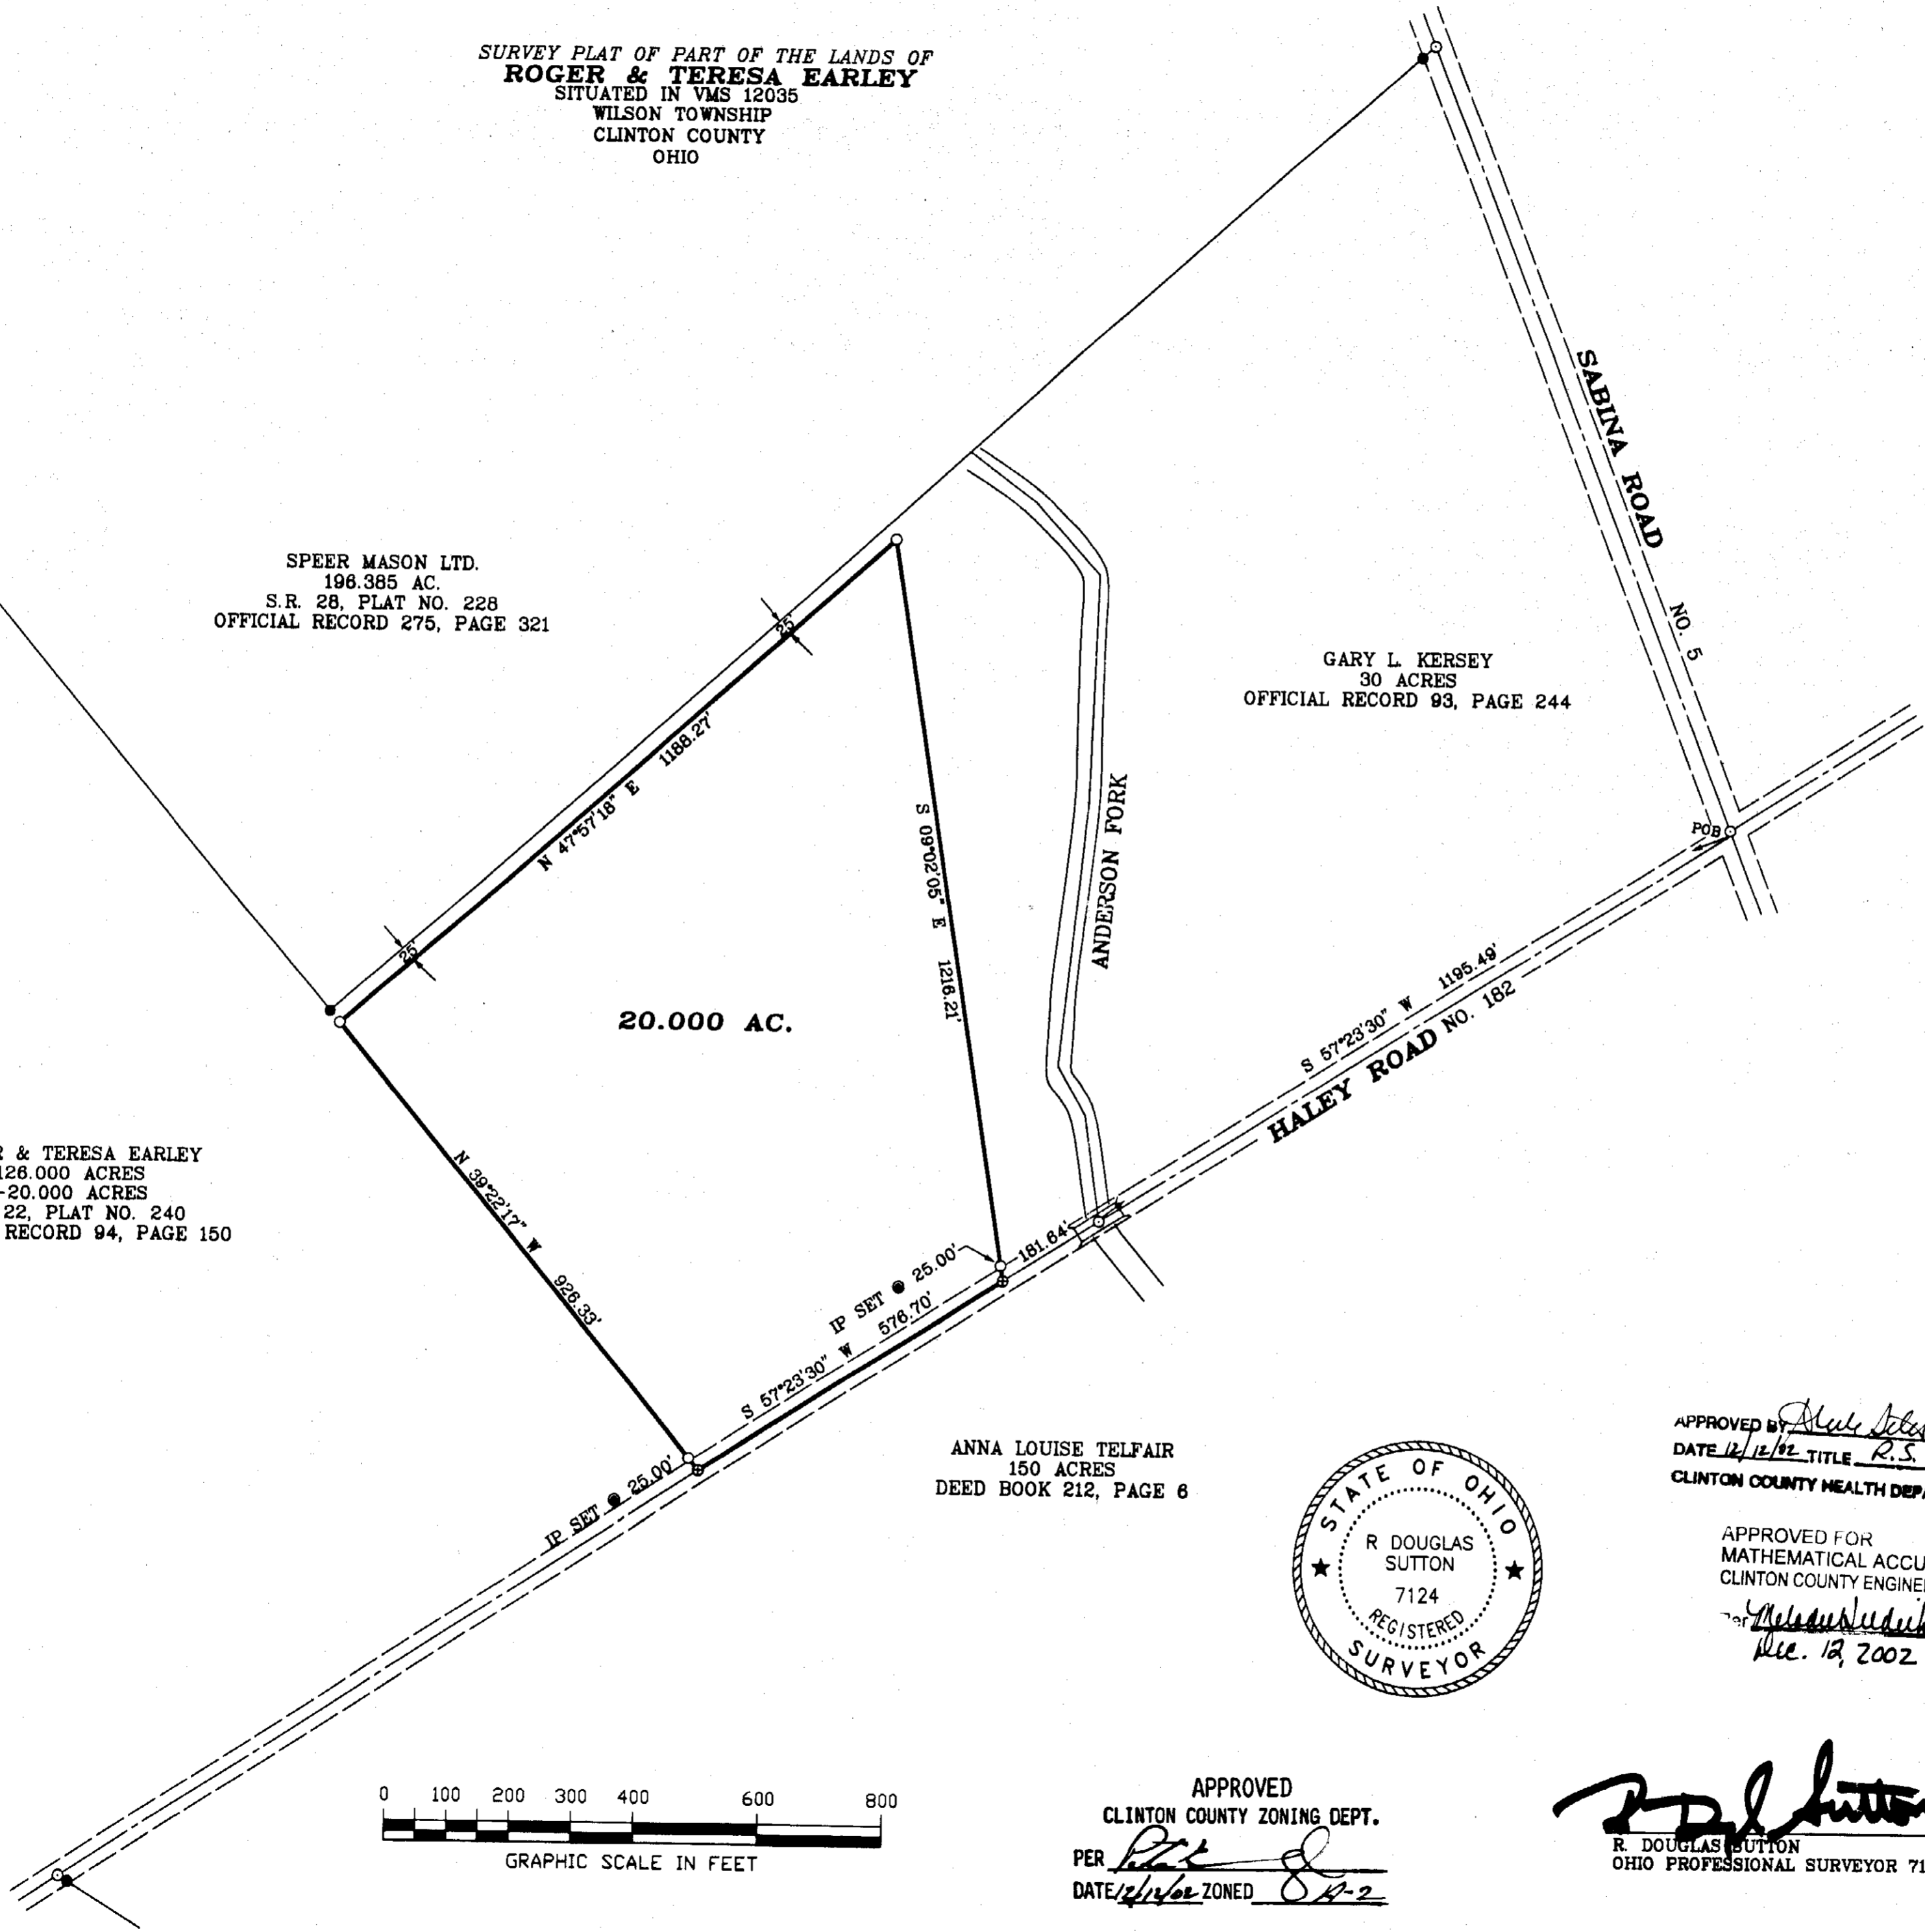 SURVEY PLAT OF PART OF THE LANDS OF
ROGER & TERESA EARLEY
SITUATED IN VMS 12035
WILSON TOWNSHIP
CLINTON COUNTY
OHIO
SABINA ROAD
NO. 5
SPEER MASON LTD.
196.385 AC.
S.R. 28, PLAT NO. 228
OFFICIAL RECORD 275, PAGE 321
GARY L. KERSEY
30 ACRES
OFFICIAL RECORD 93, PAGE 244
25'
N 47°57'18" E 1188.27'
S 09°02'05" E 1216.21'
ANDERSON FORK
POB
25'
20.000 AC.
S 57°23'30" W 1195.49'
HALEY ROAD NO. 182
& TERESA EARLEY
126.000 ACRES
-20.000 ACRES
22, PLAT NO. 240
RECORD 94, PAGE 150
N 39°22'17" W 926.33'
181.64'
IP SET @ 25.00'
S 57°23'30" W 576.70'
IP SET @ 25.00'
ANNA LOUISE TELFAIR
150 ACRES
DEED BOOK 212, PAGE 6
STATE OF OHIO
R DOUGLAS
SUTTON
7124
REGISTERED
SURVEYOR
APPROVED BY
DATE 12/12/02 TITLE R.S.
CLINTON COUNTY HEALTH DEP
APPROVED FOR
MATHEMATICAL ACCU
CLINTON COUNTY ENGINE
Per
Dec. 12, 2002
0 100 200 300 400 600 800
GRAPHIC SCALE IN FEET
APPROVED
CLINTON COUNTY ZONING DEPT.
PER
DATE 12/12/02 ZONED A-2
R. DOUGLAS SUTTON
OHIO PROFESSIONAL SURVEYOR 71